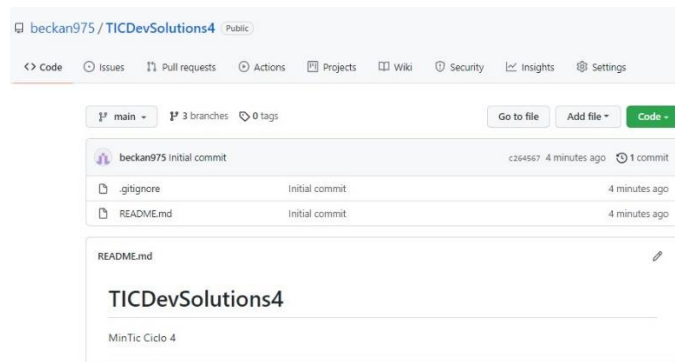 beckan975 / TICDevSolutions4 Public
<> Code Issues Pull requests Actions Projects Wiki Security Insights Settings
main 3 branches 0 tags Go to file Add file Code
beckan975 Initial commit c264567 4 minutes ago 1 commit
.gitignore Initial commit 4 minutes ago
README.md Initial commit 4 minutes ago
README.md
TICDevSolutions4
MinTic Ciclo 4